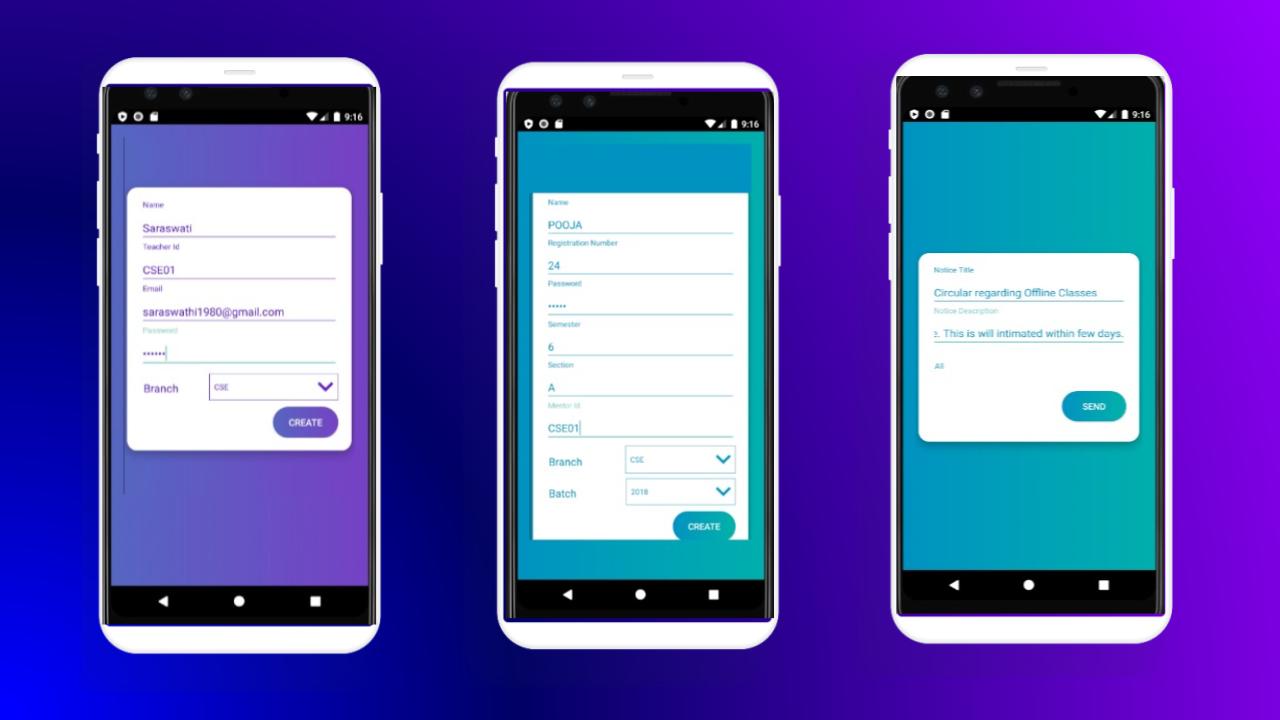 9:16
Name
Saraswati
Teacher Id
CSE01
Email
saraswathi1980@gmail.com
Password
••••••
Branch CSE
CREATE
9:16
Name
POOJA
Registration Number
24
Password
•••••
Semester
6
Section
A
Mentor Id
CSE01
Branch CSE
Batch 2018
CREATE
9:16
Notice Title
Circular regarding Offline Classes
Notice Description
. This is will intimated within few days.
All
SEND